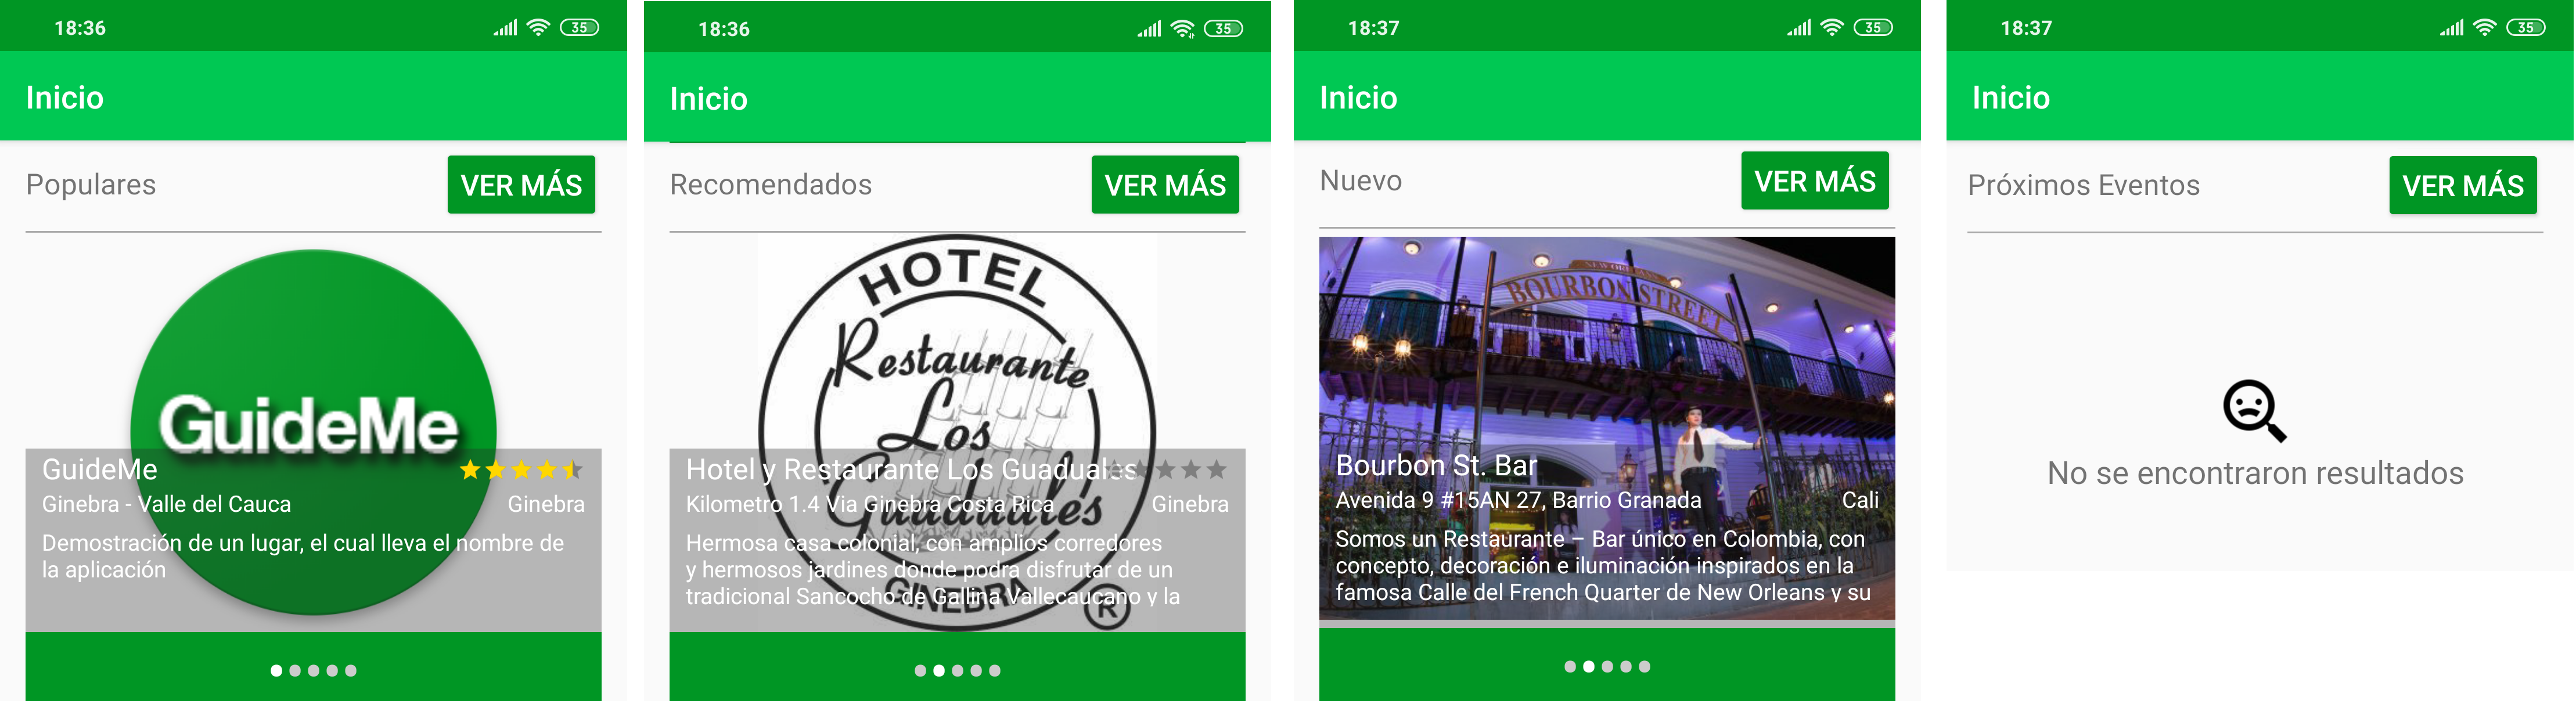 18:36
35
Inicio
Populares
VER MÁS
GuideMe
GuideMe
Ginebra - Valle del Cauca
Ginebra
Demostración de un lugar, el cual lleva el nombre de
la aplicación
18:36
35
Inicio
Recomendados
VER MÁS
HOTEL
Restaurante
Los
Guaduales
GINEBRA
®
Hotel y Restaurante Los Guaduales
Kilometro 1.4 Via Ginebra Costa Rica
Ginebra
Hermosa casa colonial, con amplios corredores
y hermosos jardines donde podra disfrutar de un
tradicional Sancocho de Gallina Vallecaucano y la
18:37
35
Inicio
Nuevo
VER MÁS
NEW ORLEANS
BOURBON STREET
Bourbon St. Bar
Avenida 9 #15AN 27, Barrio Granada
Cali
Somos un Restaurante – Bar único en Colombia, con
concepto, decoración e iluminación inspirados en la
famosa Calle del French Quarter de New Orleans y su
18:37
35
Inicio
Próximos Eventos
VER MÁS
No se encontraron resultados